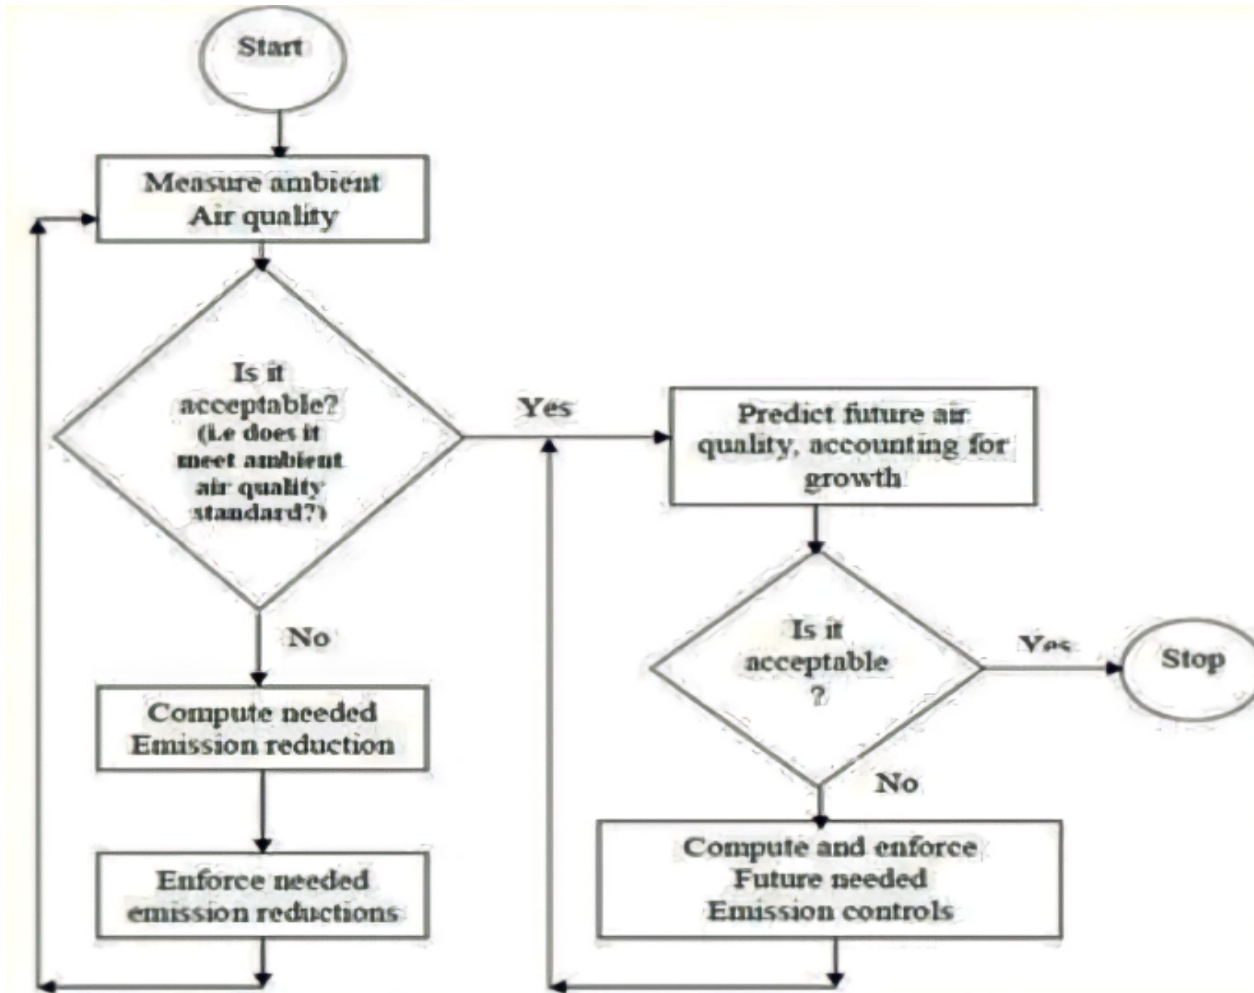 Start
Measure ambient
Air quality
Is it
acceptable?
(i.e does it
meet ambient
air quality
standard?)
Yes
No
Compute needed
Emission reduction
Enforce needed
emission reductions
Predict future air
quality, accounting for
growth
Is it
acceptable
?
Yes
Stop
No
Compute and enforce
Future needed
Emission controls